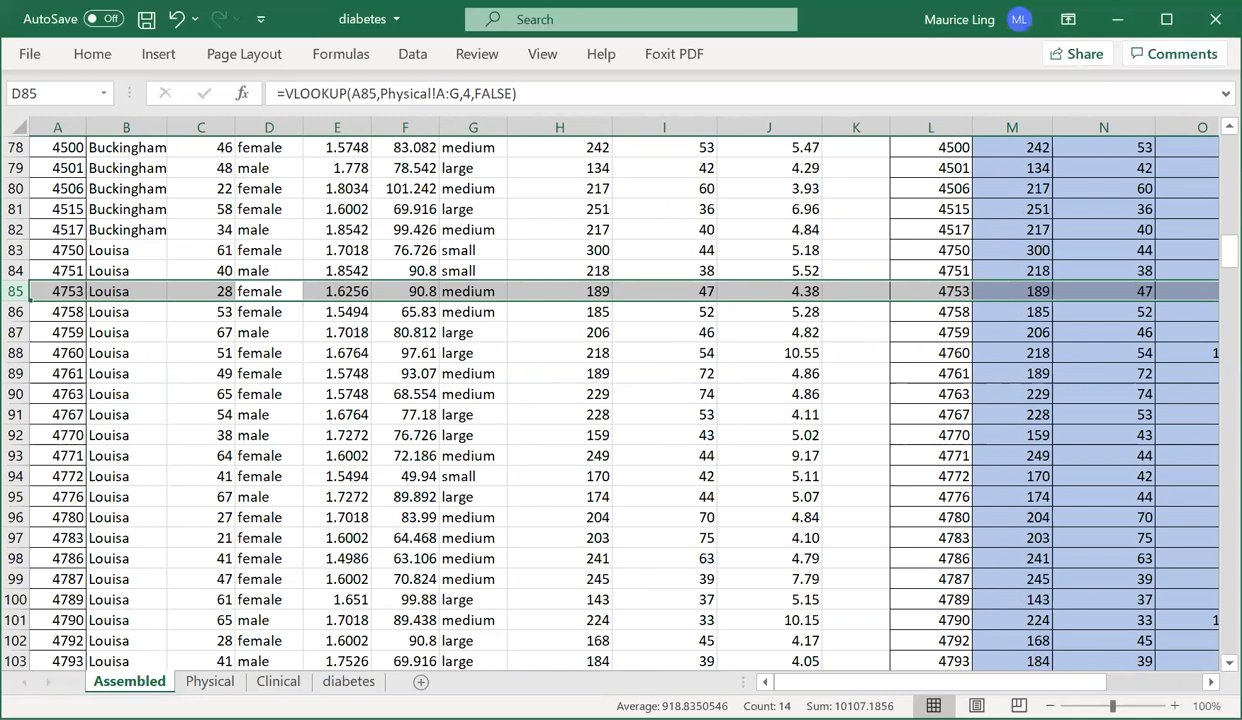 AutoSave Off diabetes Search Maurice Ling ML
File Home Insert Page Layout Formulas Data Review View Help Foxit PDF Share Comments
D85 fx =VLOOKUP(A85,Physical!A:G,4,FALSE)
A B C D E F G H I J K L M N O
78 4500 Buckingham 46 female 1.5748 83.082 medium 242 53 5.47 4500 242 53
79 4501 Buckingham 48 male 1.778 78.542 large 134 42 4.29 4501 134 42
80 4506 Buckingham 22 female 1.8034 101.242 medium 217 60 3.93 4506 217 60
81 4515 Buckingham 58 female 1.6002 69.916 large 251 36 6.96 4515 251 36
82 4517 Buckingham 34 male 1.8542 99.426 medium 217 40 4.84 4517 217 40
83 4750 Louisa 61 female 1.7018 76.726 small 300 44 5.18 4750 300 44
84 4751 Louisa 40 male 1.8542 90.8 small 218 38 5.52 4751 218 38
85 4753 Louisa 28 female 1.6256 90.8 medium 189 47 4.38 4753 189 47
86 4758 Louisa 53 female 1.5494 65.83 medium 185 52 5.28 4758 185 52
87 4759 Louisa 67 male 1.7018 80.812 large 206 46 4.82 4759 206 46
88 4760 Louisa 51 female 1.6764 97.61 large 218 54 10.55 4760 218 54 1
89 4761 Louisa 49 female 1.5748 93.07 medium 189 72 4.86 4761 189 72
90 4763 Louisa 65 female 1.5748 68.554 medium 229 74 4.86 4763 229 74
91 4767 Louisa 54 male 1.6764 77.18 large 228 53 4.11 4767 228 53
92 4770 Louisa 38 male 1.7272 76.726 large 159 43 5.02 4770 159 43
93 4771 Louisa 64 female 1.6002 72.186 medium 249 44 9.17 4771 249 44
94 4772 Louisa 41 female 1.5494 49.94 small 170 42 5.11 4772 170 42
95 4776 Louisa 67 male 1.7272 89.892 large 174 44 5.07 4776 174 44
96 4780 Louisa 27 female 1.7018 83.99 medium 204 70 4.84 4780 204 70
97 4783 Louisa 21 female 1.6002 64.468 medium 203 75 4.10 4783 203 75
98 4786 Louisa 41 female 1.4986 63.106 medium 241 63 4.79 4786 241 63
99 4787 Louisa 47 female 1.6002 70.824 medium 245 39 7.79 4787 245 39
100 4789 Louisa 61 female 1.651 99.88 large 143 37 5.15 4789 143 37
101 4790 Louisa 65 male 1.7018 89.438 medium 224 33 10.15 4790 224 33 1
102 4792 Louisa 28 female 1.6002 90.8 large 168 45 4.17 4792 168 45
103 4793 Louisa 41 male 1.7526 69.916 large 184 39 4.05 4793 184 39
Assembled Physical Clinical diabetes
Average: 918.8350546 Count: 14 Sum: 10107.1856 100%